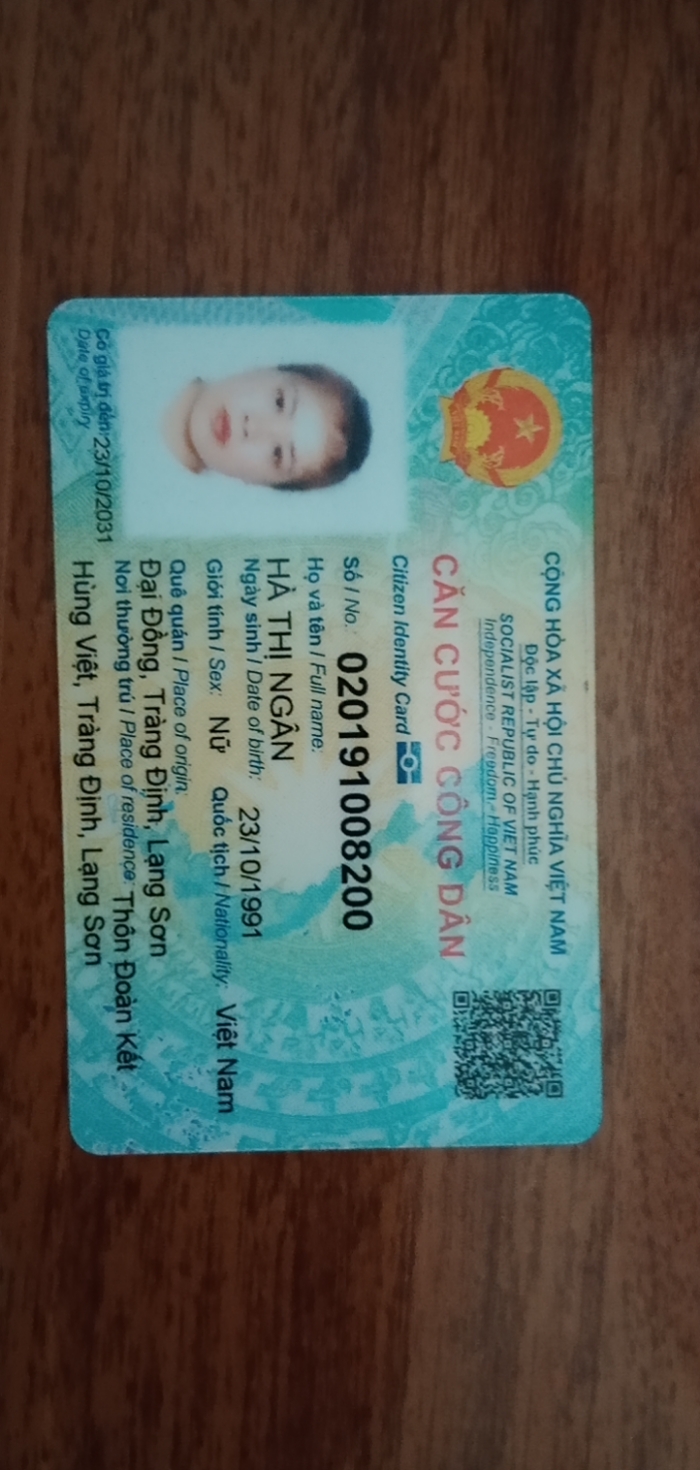 CỘNG HÒA XÃ HỘI CHỦ NGHĨA VIỆT NAM
Độc lập - Tự do - Hạnh phúc
SOCIALIST REPUBLIC OF VIET NAM
Independence - Freedom - Happiness
CĂN CƯỚC CÔNG DÂN
Citizen Identity Card
Số / No.: 020191008200
Họ và tên / Full name:
HÀ THỊ NGÂN
Ngày sinh / Date of birth: 23/10/1991
Giới tính / Sex: Nữ Quốc tịch / Nationality: Việt Nam
Quê quán / Place of origin:
Đại Đồng, Tràng Định, Lạng Sơn
Nơi thường trú / Place of residence: Thôn Đoàn Kết
Hùng Việt, Tràng Định, Lạng Sơn
Có giá trị đến: 23/10/2031
Date of expiry